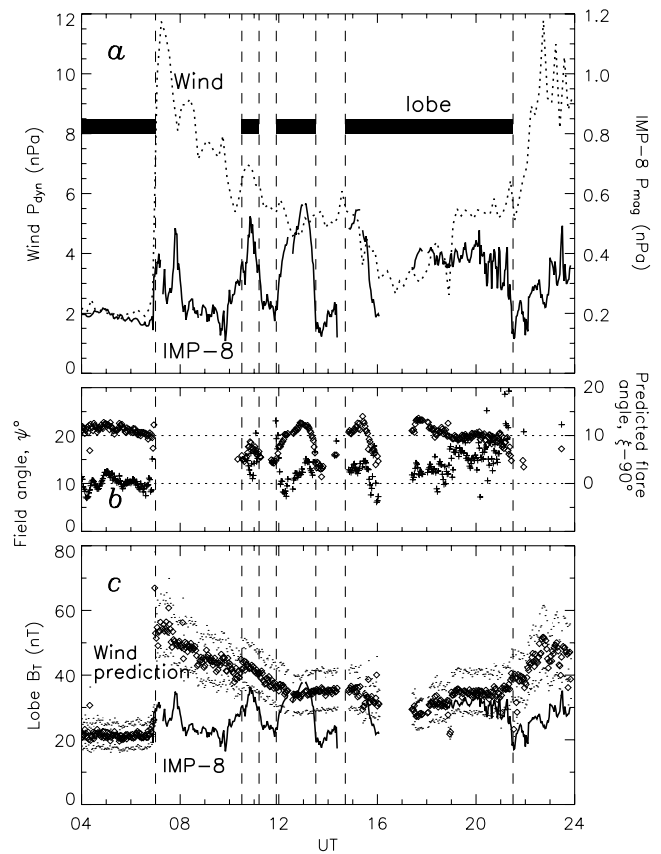 a
Wind
lobe
IMP-8
Wind P_dyn (nPa)
0
2
4
6
8
10
12
IMP-8 P_mag (nPa)
0.2
0.4
0.6
0.8
1.0
1.2
b
Field angle, ψ°
0
10
20
Predicted flare
angle, ξ-90°
0
10
20
c
Wind
prediction
IMP-8
Lobe B_T (nT)
0
20
40
60
80
04
08
12
16
20
24
UT